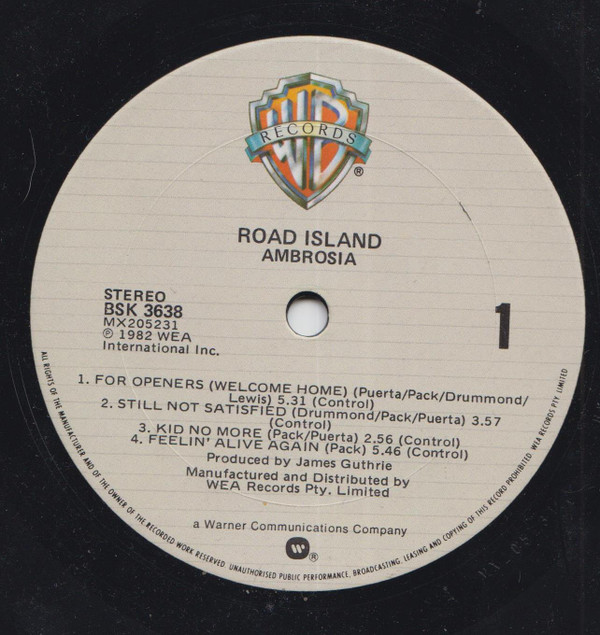 WB
RECORDS
®
ROAD ISLAND
AMBROSIA
STEREO
BSK 3638
MX205231
℗ 1982 WEA
International Inc.
1
1. FOR OPENERS (WELCOME HOME) (Puerta/Pack/Drummond/
Lewis) 5.31 (Control)
2. STILL NOT SATISFIED (Drummond/Pack/Puerta) 3.57
(Control)
3. KID NO MORE (Pack/Puerta) 2.56 (Control)
4. FEELIN' ALIVE AGAIN (Pack) 5.46 (Control)
Produced by James Guthrie
Manufactured and Distributed by
WEA Records Pty. Limited
a Warner Communications Company
®
ALL RIGHTS OF THE MANUFACTURER AND OF THE OWNER OF THE RECORDED WORK RESERVED. UNAUTHORISED PUBLIC PERFORMANCE, BROADCASTING, LEASING AND COPYING OF THIS RECORD PROHIBITED. WEA RECORDS PTY. LIMITED